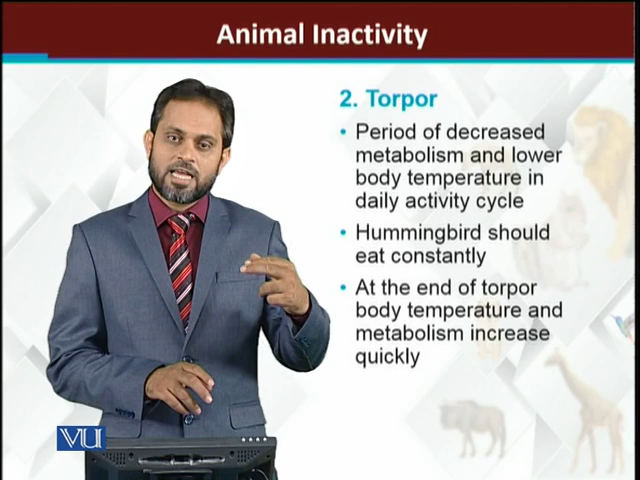 Animal Inactivity
2. Torpor
• Period of decreased
metabolism and lower
body temperature in
daily activity cycle
• Hummingbird should
eat constantly
• At the end of torpor
body temperature and
metabolism increase
quickly
VU